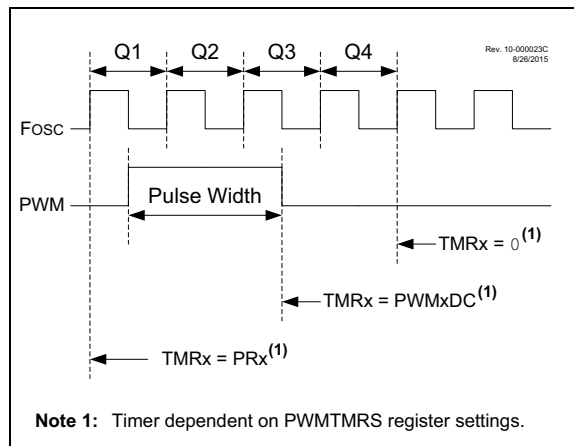 Q1 Q2 Q3 Q4
Rev. 10-000023C
8/26/2015
FOSC
Pulse Width
PWM
TMRx = 0(1)
TMRx = PWMxDC(1)
TMRx = PRx(1)
Note 1: Timer dependent on PWMTMRS register settings.